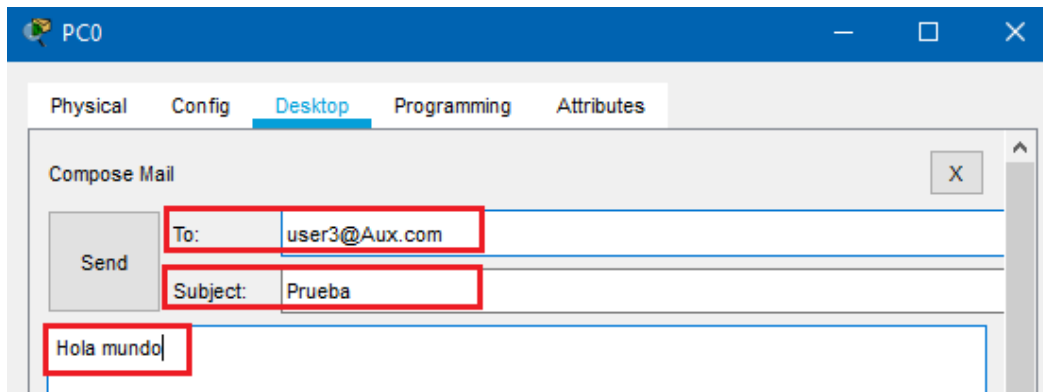 PC0
Physical Config Desktop Programming Attributes
Compose Mail X
Send
To: user3@Aux.com
Subject: Prueba
Hola mundo